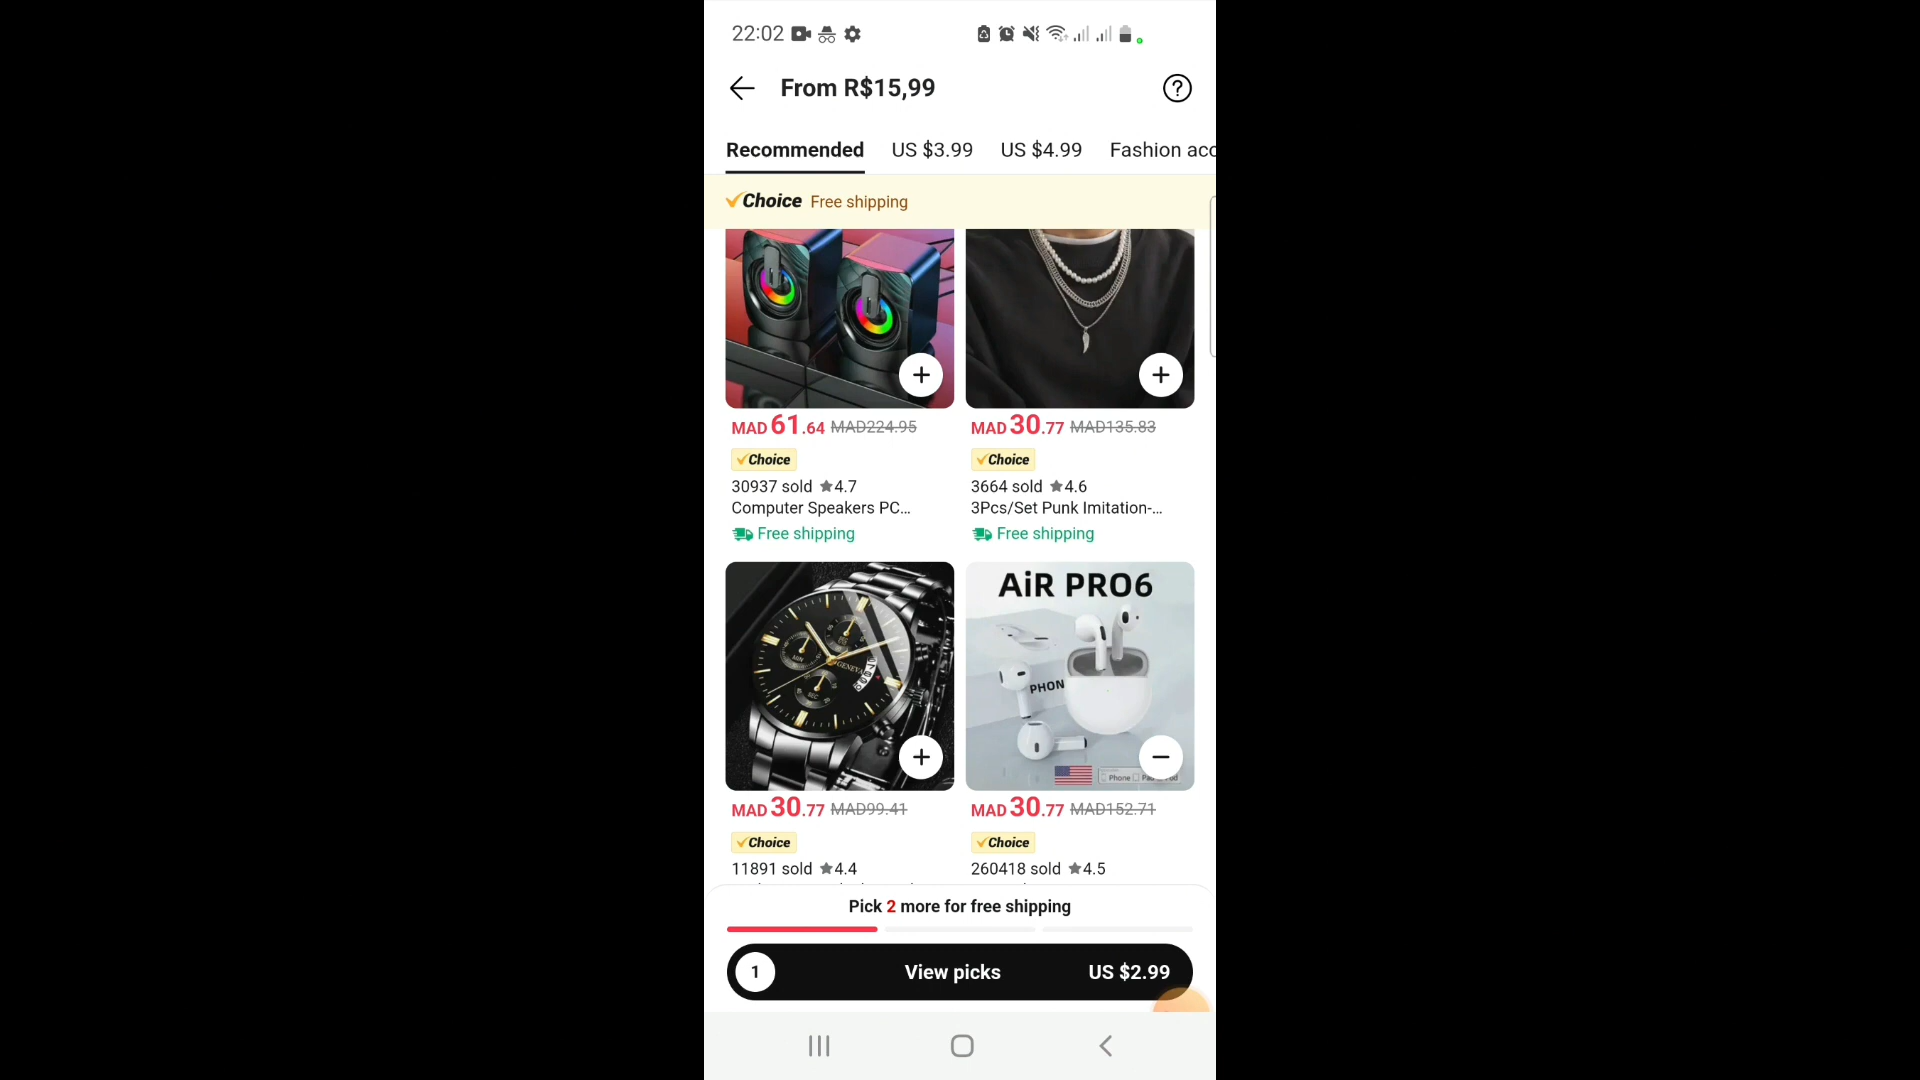 22:02
From R$15,99
?
Recommended US $3.99 US $4.99 Fashion acc
Choice Free shipping
MAD 61.64 MAD224.95
Choice
30937 sold ★4.7
Computer Speakers PC...
Free shipping
MAD 30.77 MAD135.83
Choice
3664 sold ★4.6
3Pcs/Set Punk Imitation-...
Free shipping
GENEVA
MIN
SEC
MAD 30.77 MAD99.41
Choice
11891 sold ★4.4
AiR PRO6
PHON
Phone
MAD 30.77 MAD152.71
Choice
260418 sold ★4.5
Pick 2 more for free shipping
1 View picks US $2.99